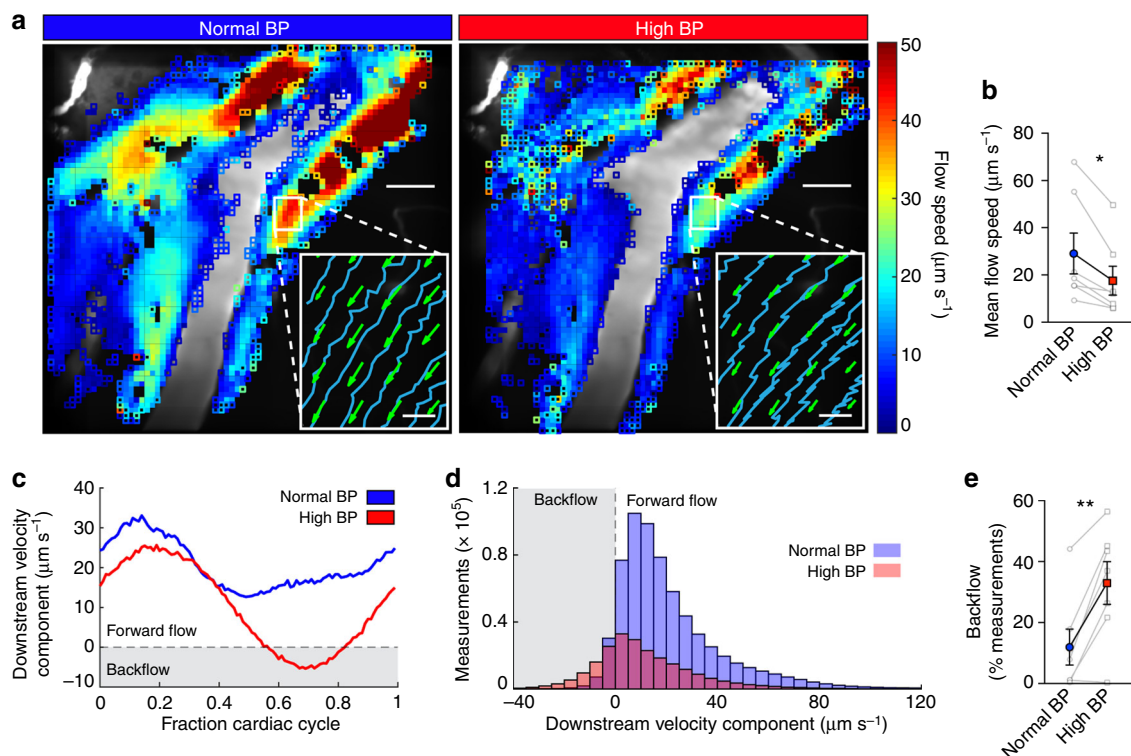 a
Normal BP
High BP
50
40
30
20
10
0
Flow speed (μm s⁻¹)
b
80
60
40
20
0
Mean flow speed (μm s⁻¹)
*
Normal BP
High BP
c
Normal BP
High BP
40
30
20
10
0
−10
Downstream velocity
component (μm s⁻¹)
Forward flow
Backflow
0
0.2
0.4
0.6
0.8
1
Fraction cardiac cycle
d
1.2
0.8
0.4
0
Measurements (× 10⁵)
Backflow
Forward flow
Normal BP
High BP
−40
0
40
80
120
Downstream velocity component (μm s⁻¹)
e
60
40
20
0
Backflow
(% measurements)
**
Normal BP
High BP